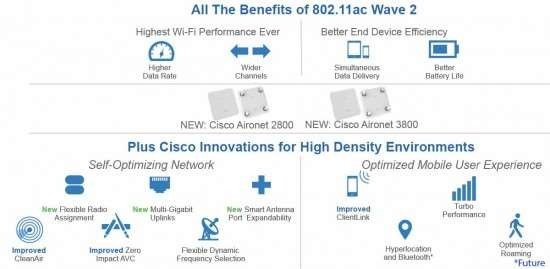 All The Benefits of 802.11ac Wave 2
Highest Wi-Fi Performance Ever
Better End Device Efficiency
Higher
Data Rate
Wider
Channels
Simultaneous
Data Delivery
Better
Battery Life
NEW: Cisco Aironet 2800
NEW: Cisco Aironet 3800
Plus Cisco Innovations for High Density Environments
Self-Optimizing Network
Optimized Mobile User Experience
New Flexible Radio
Assignment
New Multi-Gigabit
Uplinks
New Smart Antenna
Port Expandability
Improved
CleanAir
Improved Zero
Impact AVC
Flexible Dynamic
Frequency Selection
Improved
ClientLink
Turbo
Performance
Hyperlocation
and Bluetooth*
Optimized
Roaming
*Future